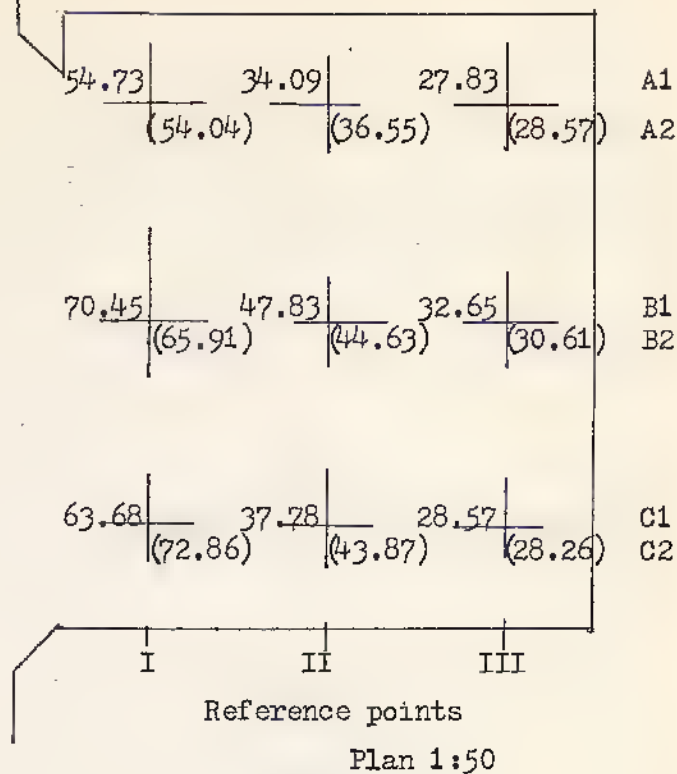 54.73 34.09 27.83 A1
(54.04) (36.55) (28.57) A2
70.45 47.83 32.65 B1
(65.91) (44.63) (30.61) B2
63.68 37.78 28.57 C1
(72.86) (43.87) (28.26) C2
I II III
Reference points
Plan 1:50